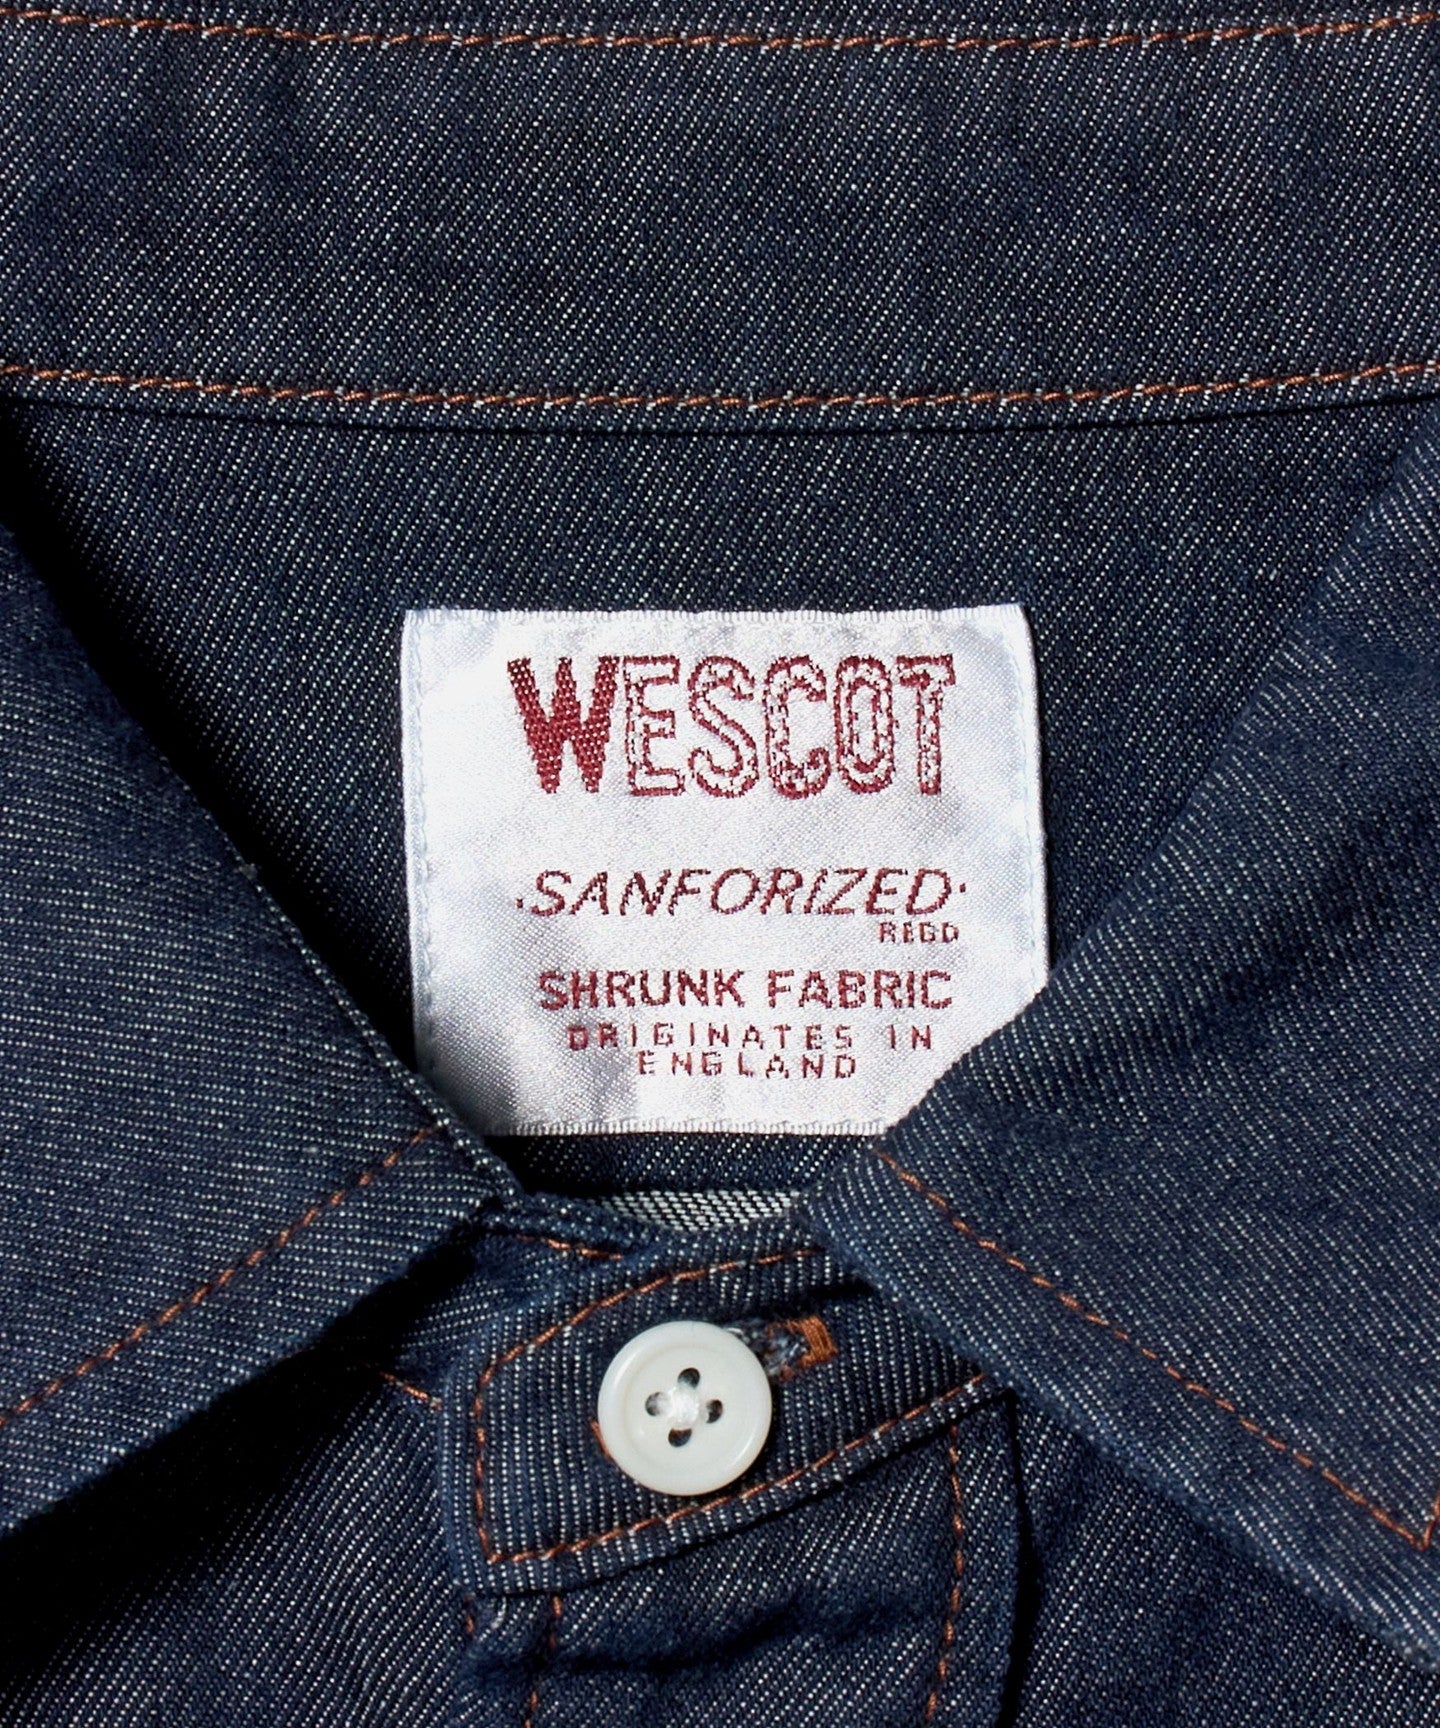 WESCOT
·SANFORIZED·
REGD
SHRUNK FABRIC
ORIGINATES IN
ENGLAND